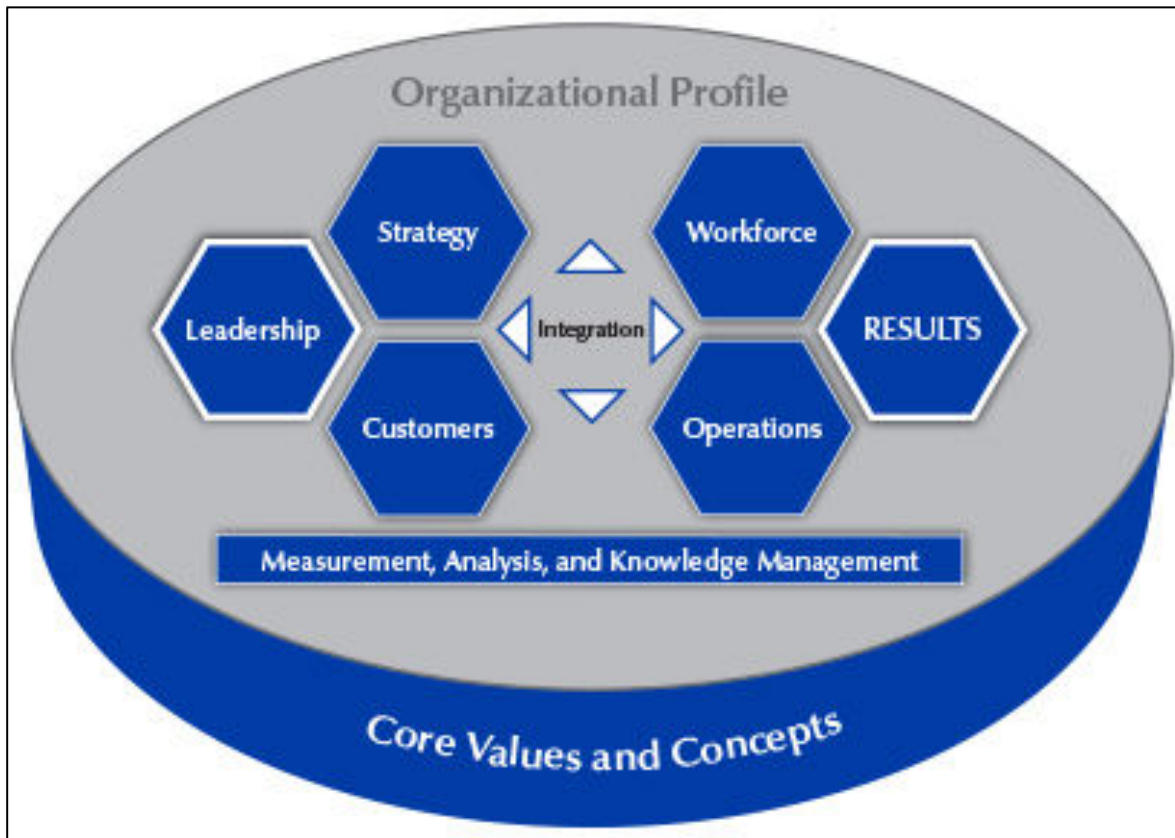 Organizational Profile
Strategy
Workforce
Leadership
Integration
RESULTS
Customers
Operations
Measurement, Analysis, and Knowledge Management
Core Values and Concepts